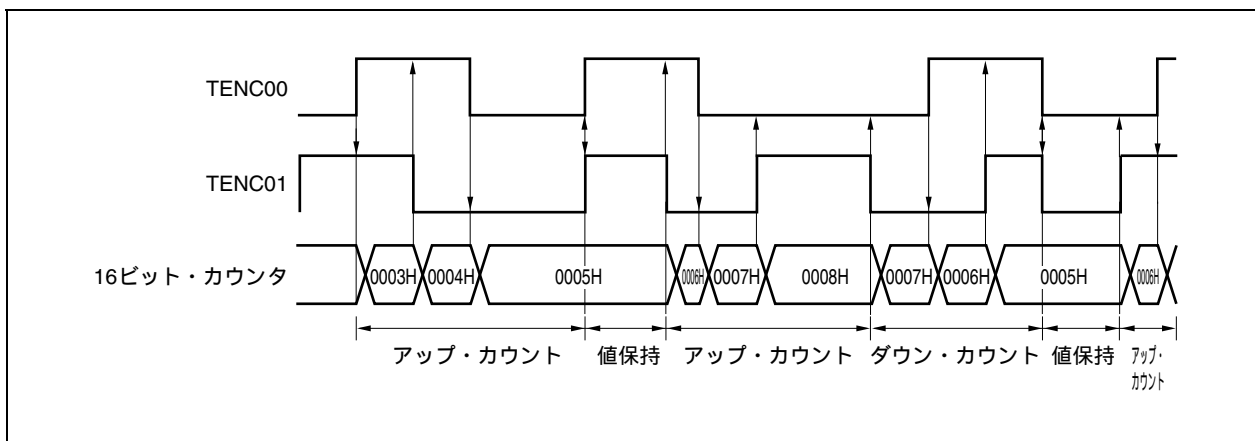 TENC00
TENC01
16ビット・カウンタ
0003H 0004H 0005H 0006H 0007H 0008H 0007H 0006H 0005H 0006H
アップ・カウント 値保持 アップ・カウント ダウン・カウント 値保持 アップ・
カウント